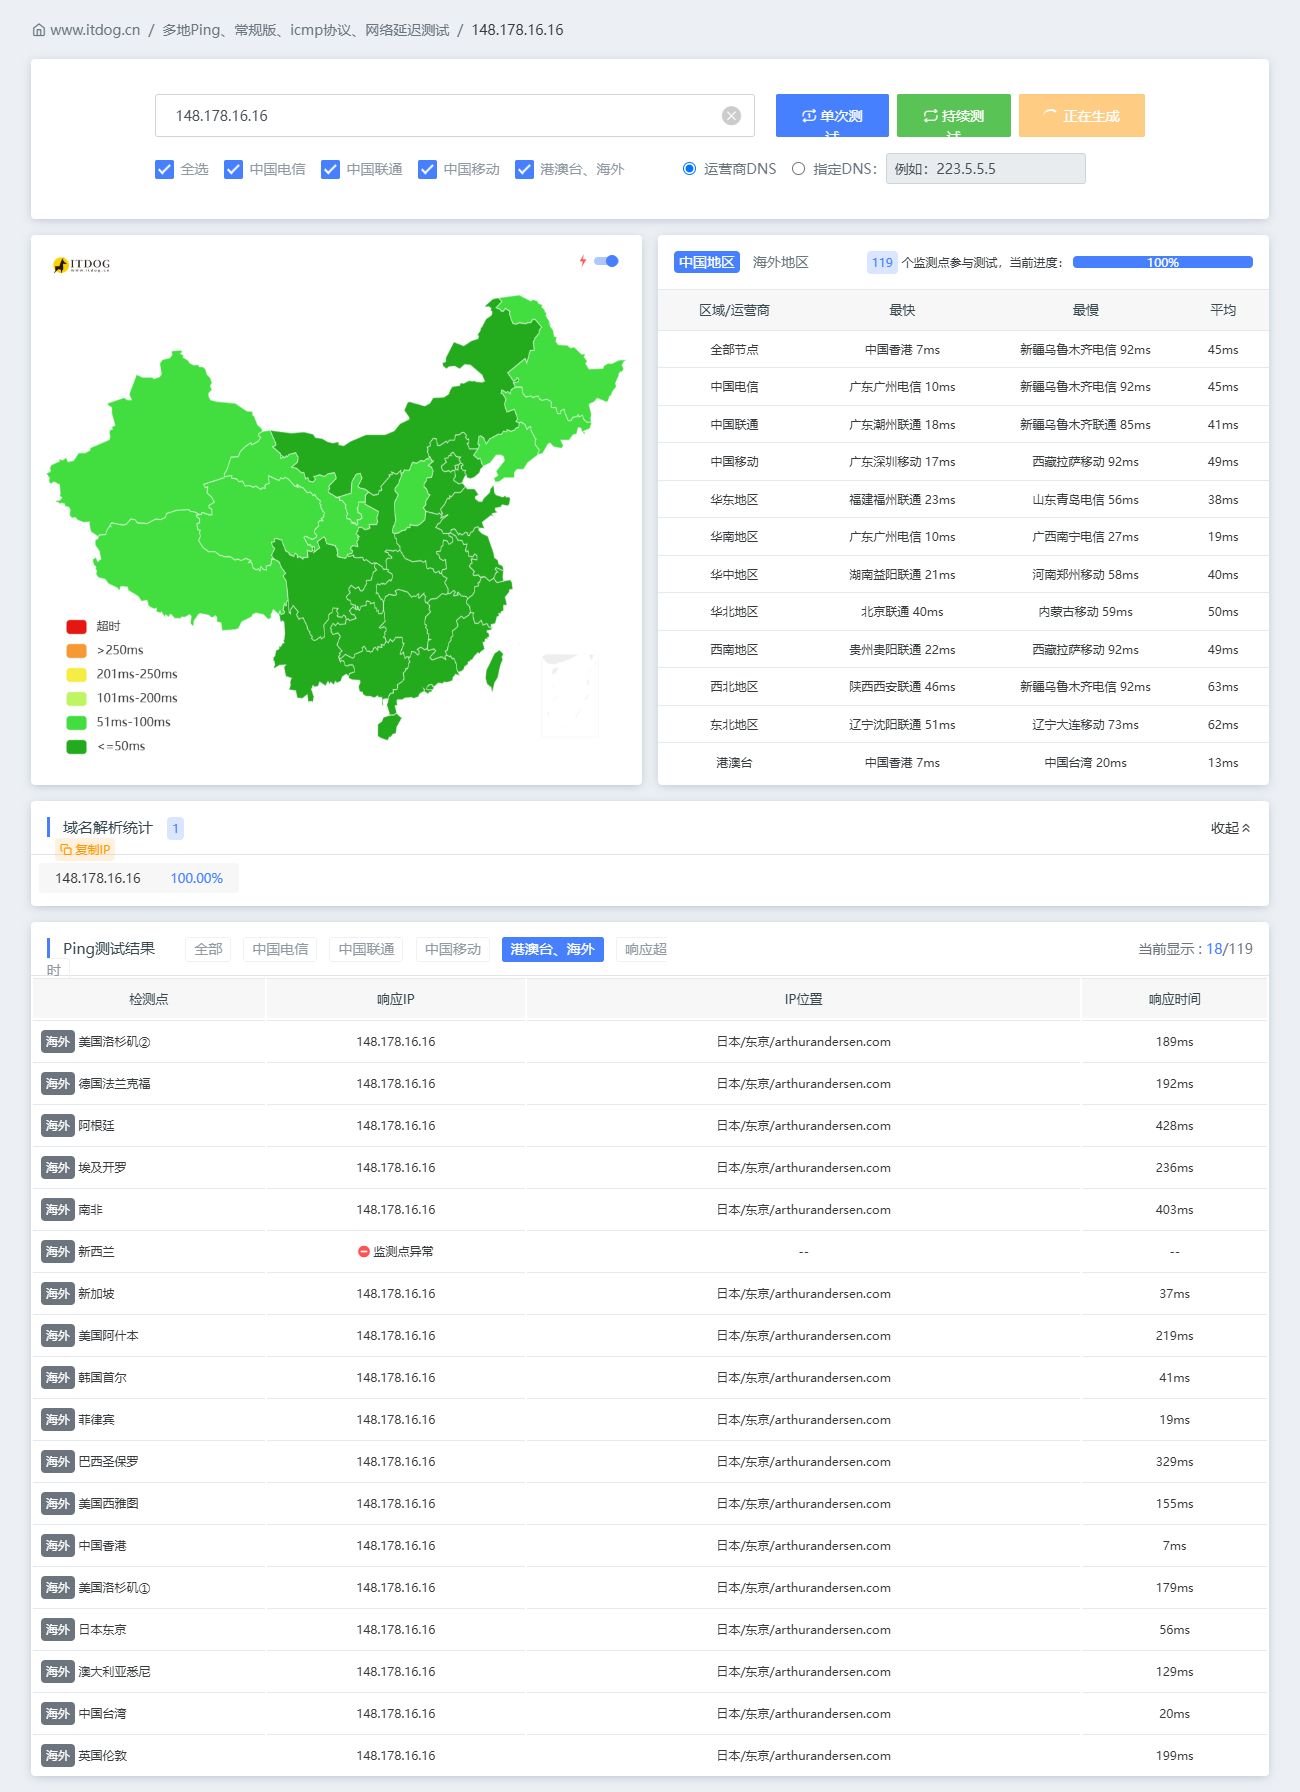 www.itdog.cn / 多地Ping、常规版、icmp协议、网络延迟测试 / 148.178.16.16
148.178.16.16
单次测试
持续测试
正在生成
全选 中国电信 中国联通 中国移动 港澳台、海外
运营商DNS 指定DNS： 例如：223.5.5.5
ITDOG
www.itdog.cn
超时
>250ms
201ms-250ms
101ms-200ms
51ms-100ms
<=50ms
中国地区 海外地区 119 个监测点参与测试，当前进度： 100%
区域/运营商 最快 最慢 平均
全部节点 中国香港 7ms 新疆乌鲁木齐电信 92ms 45ms
中国电信 广东广州电信 10ms 新疆乌鲁木齐电信 92ms 45ms
中国联通 广东潮州联通 18ms 新疆乌鲁木齐联通 85ms 41ms
中国移动 广东深圳移动 17ms 西藏拉萨移动 92ms 49ms
华东地区 福建福州联通 23ms 山东青岛电信 56ms 38ms
华南地区 广东广州电信 10ms 广西南宁电信 27ms 19ms
华中地区 湖南益阳联通 21ms 河南郑州移动 58ms 40ms
华北地区 北京联通 40ms 内蒙古移动 59ms 50ms
西南地区 贵州贵阳联通 22ms 西藏拉萨移动 92ms 49ms
西北地区 陕西西安联通 46ms 新疆乌鲁木齐电信 92ms 63ms
东北地区 辽宁沈阳联通 51ms 辽宁大连移动 73ms 62ms
港澳台 中国香港 7ms 中国台湾 20ms 13ms
域名解析统计 1 收起
复制IP
148.178.16.16 100.00%
Ping测试结果 全部 中国电信 中国联通 中国移动 港澳台、海外 响应超时 当前显示 : 18/119
检测点 响应IP IP位置 响应时间
海外 美国洛杉矶② 148.178.16.16 日本/东京/arthurandersen.com 189ms
海外 德国法兰克福 148.178.16.16 日本/东京/arthurandersen.com 192ms
海外 阿根廷 148.178.16.16 日本/东京/arthurandersen.com 428ms
海外 埃及开罗 148.178.16.16 日本/东京/arthurandersen.com 236ms
海外 南非 148.178.16.16 日本/东京/arthurandersen.com 403ms
海外 新西兰 监测点异常 -- --
海外 新加坡 148.178.16.16 日本/东京/arthurandersen.com 37ms
海外 美国阿什本 148.178.16.16 日本/东京/arthurandersen.com 219ms
海外 韩国首尔 148.178.16.16 日本/东京/arthurandersen.com 41ms
海外 菲律宾 148.178.16.16 日本/东京/arthurandersen.com 19ms
海外 巴西圣保罗 148.178.16.16 日本/东京/arthurandersen.com 329ms
海外 美国西雅图 148.178.16.16 日本/东京/arthurandersen.com 155ms
海外 中国香港 148.178.16.16 日本/东京/arthurandersen.com 7ms
海外 美国洛杉矶① 148.178.16.16 日本/东京/arthurandersen.com 179ms
海外 日本东京 148.178.16.16 日本/东京/arthurandersen.com 56ms
海外 澳大利亚悉尼 148.178.16.16 日本/东京/arthurandersen.com 129ms
海外 中国台湾 148.178.16.16 日本/东京/arthurandersen.com 20ms
海外 英国伦敦 148.178.16.16 日本/东京/arthurandersen.com 199ms